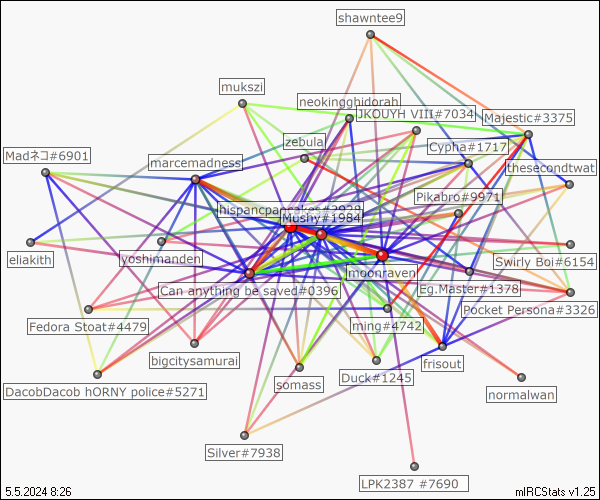 shawntee9
mukszi
neokingghidorah
JKOUYH VIII#7034
Majestic#3375
zebula
Cypha#1717
Madネコ#6901
marcemadness
thesecondtwat
Pikabro#9971
hispancpancakes#3928
Mushy#1984
eliakith
yoshimanden
Swirly Boi#6154
moonraven
Can anything be saved#0396
Eg.Master#1378
Pocket Persona#3326
Fedora Stoat#4479
ming#4742
bigcitysamurai
frisout
Duck#1245
somass
DacobDacob hORNY police#5271
normalwan
Silver#7938
LPK2387 #7690
5.5.2024 8:26
mIRCStats v1.25